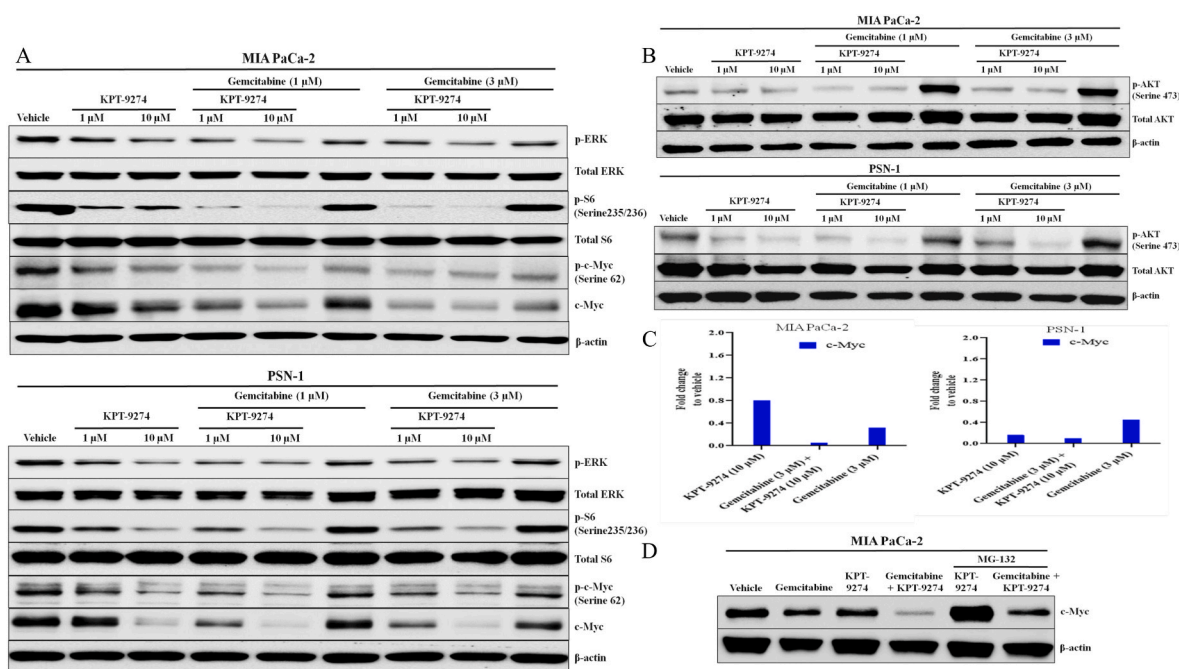 A
MIA PaCa-2
Gemcitabine (1 µM) Gemcitabine (3 µM)
KPT-9274 KPT-9274 KPT-9274
Vehicle 1 µM 10 µM 1 µM 10 µM 1 µM 10 µM
p-ERK
Total ERK
p-S6
(Serine235/236)
Total S6
p-c-Myc
(Serine 62)
c-Myc
β-actin
PSN-1
Gemcitabine (1 µM) Gemcitabine (3 µM)
KPT-9274 KPT-9274 KPT-9274
Vehicle 1 µM 10 µM 1 µM 10 µM 1 µM 10 µM
p-ERK
Total ERK
p-S6
(Serine235/236)
Total S6
p-c-Myc
(Serine 62)
c-Myc
β-actin
B
MIA PaCa-2
Gemcitabine (1 µM) Gemcitabine (3 µM)
KPT-9274 KPT-9274 KPT-9274
Vehicle 1 µM 10 µM 1 µM 10 µM 1 µM 10 µM
p-AKT
(Serine 473)
Total AKT
β-actin
PSN-1
Gemcitabine (1 µM) Gemcitabine (3 µM)
KPT-9274 KPT-9274 KPT-9274
Vehicle 1 µM 10 µM 1 µM 10 µM 1 µM 10 µM
p-AKT
(Serine 473)
Total AKT
β-actin
C
MIA PaCa-2
c-Myc
Fold change
to vehicle
2.0
1.6
1.2
0.8
0.4
0.0
KPT-9274 (10 µM)
Gemcitabine (3 µM) +
KPT-9274 (10 µM)
Gemcitabine (3 µM)
PSN-1
c-Myc
Fold change
to vehicle
2.0
1.6
1.2
0.8
0.4
0.0
KPT-9274 (10 µM)
Gemcitabine (3 µM) +
KPT-9274 (10 µM)
Gemcitabine (3 µM)
D
MIA PaCa-2
MG-132
Vehicle Gemcitabine KPT-
9274 Gemcitabine
+ KPT-9274 KPT-
9274 Gemcitabine +
KPT-9274
c-Myc
β-actin